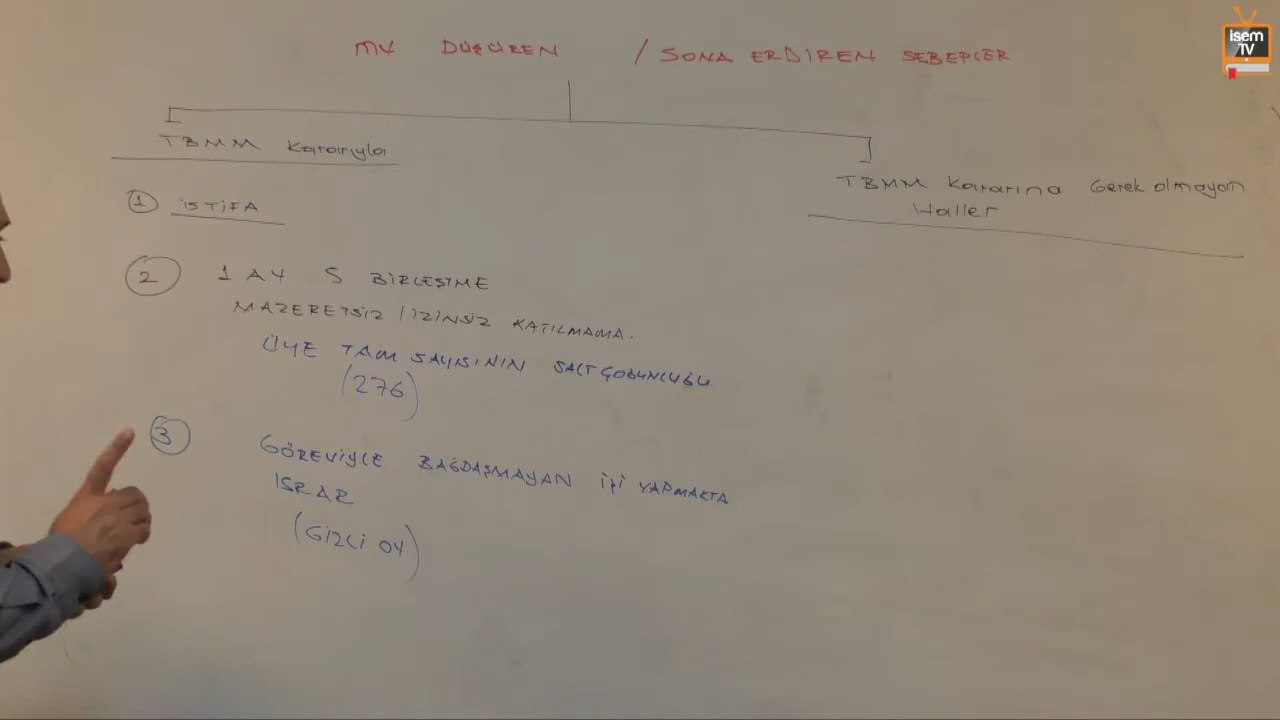 isem
TV
MV DÜŞÜREN / SONA ERDİREN SEBEPLER
TBMM Kararıyla
TBMM Kararına Gerek olmayan
Haller
1 İSTİFA
2 1 AY 5 BİRLEŞİME
MAZERETSİZ / İZİNSİZ KATILMAMA.
ÜYE TAM SAYISININ SALT ÇOĞUNLUĞU
(276)
3 GÖREVİYLE BAĞDAŞMAYAN İŞİ YAPMAKTA
ISRAR
(GİZLİ OY)